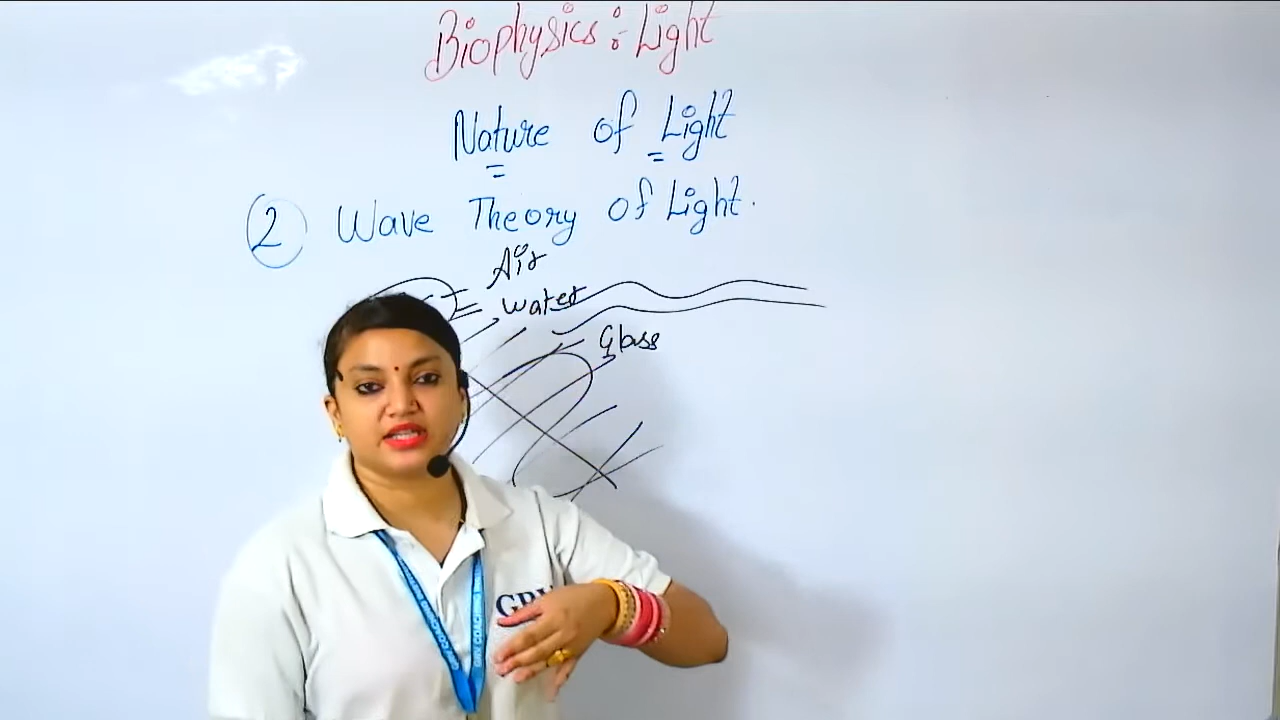 Biophysics : Light
Nature of Light
2 Wave Theory of Light.
Air
Water
Glass